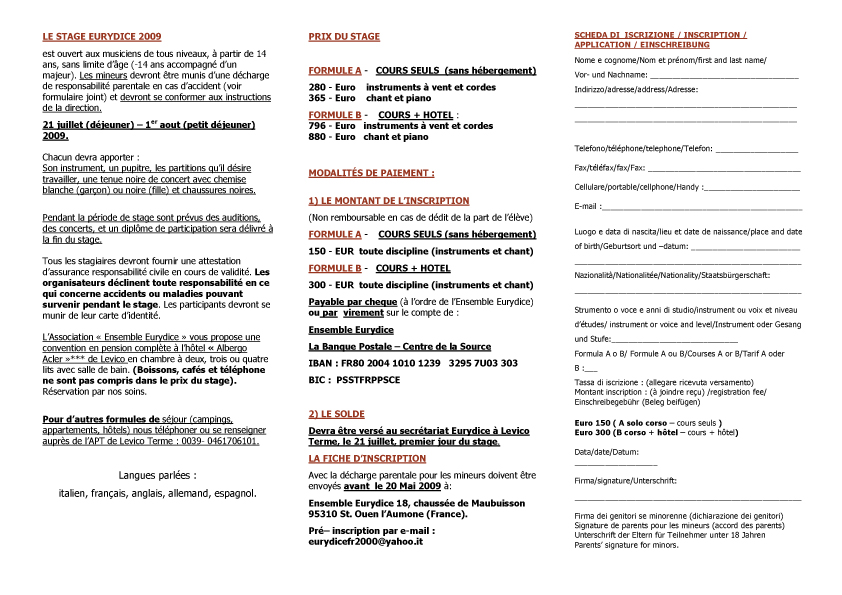 LE STAGE EURYDICE 2009
est ouvert aux musiciens de tous niveaux, à partir de 14
ans, sans limite d'âge (-14 ans accompagné d'un
majeur). Les mineurs devront être munis d'une décharge
de responsabilité parentale en cas d'accident (voir
formulaire joint) et devront se conformer aux instructions
de la direction.
21 juillet (déjeuner) – 1er aout (petit déjeuner)
2009.
Chacun devra apporter :
Son instrument, un pupitre, les partitions qu'il désire
travailler, une tenue noire de concert avec chemise
blanche (garçon) ou noire (fille) et chaussures noires.
Pendant la période de stage sont prévus des auditions,
des concerts, et un diplôme de participation sera délivré à
la fin du stage.
Tous les stagiaires devront fournir une attestation
d'assurance responsabilité civile en cours de validité. Les
organisateurs déclinent toute responsabilité en ce
qui concerne accidents ou maladies pouvant
survenir pendant le stage. Les participants devront se
munir de leur carte d'identité.
L'Association « Ensemble Eurydice » vous propose une
convention en pension complète à l'hôtel « Albergo
Acler »*** de Levico en chambre à deux, trois ou quatre
lits avec salle de bain. (Boissons, cafés et téléphone
ne sont pas compris dans le prix du stage).
Réservation par nos soins.
Pour d'autres formules de séjour (campings,
appartements, hôtels) nous téléphoner ou se renseigner
auprès de l'APT de Levico Terme : 0039- 0461706101.
Langues parlées :
italien, français, anglais, allemand, espagnol.
PRIX DU STAGE
FORMULE A - COURS SEULS (sans hébergement)
280 - Euro instruments à vent et cordes
365 - Euro chant et piano
FORMULE B - COURS + HOTEL :
796 - Euro instruments à vent et cordes
880 - Euro chant et piano
MODALITÉS DE PAIEMENT :
1) LE MONTANT DE L'INSCRIPTION
(Non remboursable en cas de dédit de la part de l'élève)
FORMULE A - COURS SEULS (sans hébergement)
150 - EUR toute discipline (instruments et chant)
FORMULE B - COURS + HOTEL
300 - EUR toute discipline (instruments et chant)
Payable par cheque (à l'ordre de l'Ensemble Eurydice)
ou par virement sur le compte de :
Ensemble Eurydice
La Banque Postale – Centre de la Source
IBAN : FR80 2004 1010 1239 3295 7U03 303
BIC : PSSTFRPPSCE
2) LE SOLDE
Devra être versé au secrétariat Eurydice à Levico
Terme, le 21 juillet, premier jour du stage.
LA FICHE D'INSCRIPTION
Avec la décharge parentale pour les mineurs doivent être
envoyés avant le 20 Mai 2009 à:
Ensemble Eurydice 18, chaussée de Maubuisson
95310 St. Ouen l'Aumone (France).
Pré– inscription par e-mail :
eurydicefr2000@yahoo.it
SCHEDA DI ISCRIZIONE / INSCRIPTION /
APPLICATION / EINSCHREIBUNG
Nome e cognome/Nom et prénom/first and last name/
Vor- und Nachname: ______________________
Indirizzo/adresse/address/Adresse:
______________________
______________________
Telefono/téléphone/telephone/Telefon: ______________________
Fax/téléfax/fax/Fax: ______________________
Cellulare/portable/cellphone/Handy :______________________
E-mail :______________________
Luogo e data di nascita/lieu et date de naissance/place and date
of birth/Geburtsort und –datum: ______________________
______________________
Nazionalità/Nationalitée/Nationality/Staatsbürgerschaft:
______________________
Strumento o voce e anni di studio/instrument ou voix et niveau
d'études/ instrument or voice and level/Instrument oder Gesang
und Stufe:______________________
Formula A o B/ Formule A ou B/Courses A or B/Tarif A oder
B :___
Tassa di iscrizione : (allegare ricevuta versamento)
Montant inscription : (à joindre reçu) /registration fee/
Einschreibegebühr (Beleg beifügen)
Euro 150 ( A solo corso – cours seuls )
Euro 300 (B corso + hôtel – cours + hôtel)
Data/date/Datum:
______________________
Firma/signature/Unterschrift:
______________________
Firma dei genitori se minorenne (dichiarazione dei genitori)
Signature de parents pour les mineurs (accord des parents)
Unterschrift der Eltern für Teilnehmer unter 18 Jahren
Parents' signature for minors.